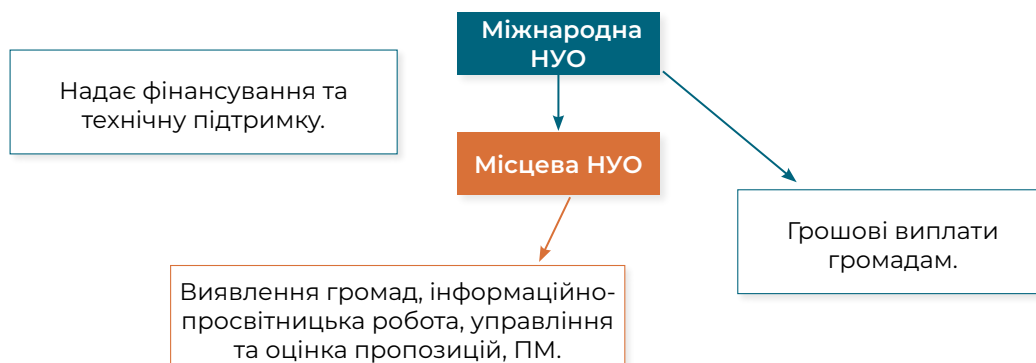 Міжнародна
НУО
Надає фінансування та
технічну підтримку.
Місцева НУО
Грошові виплати
громадам.
Виявлення громад, інформаційно-
просвітницька робота, управління
та оцінка пропозицій, ПМ.